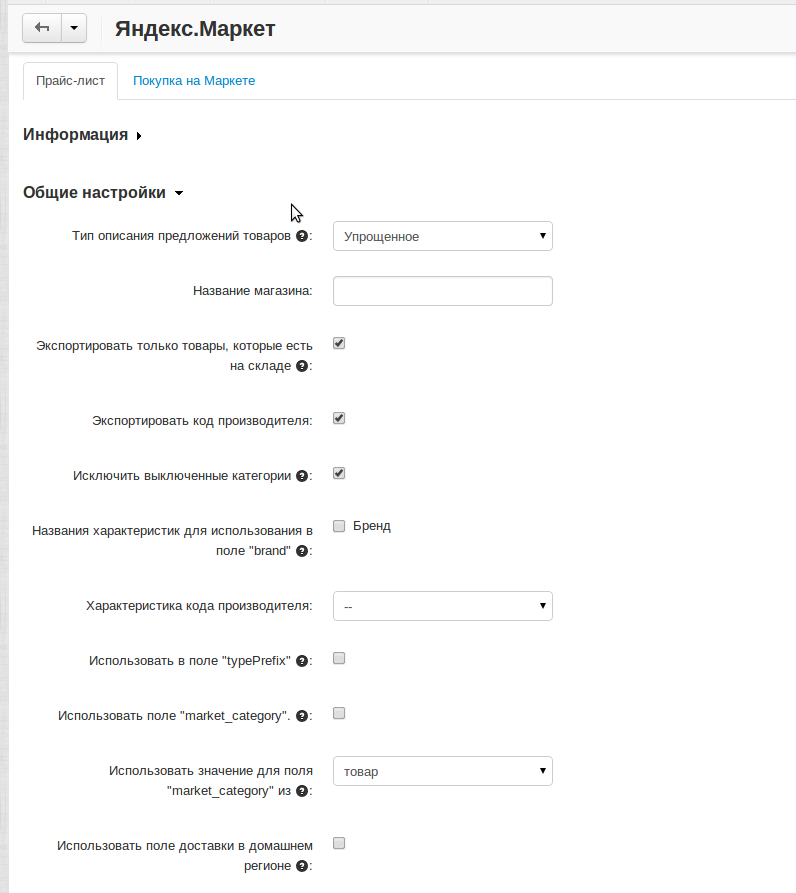 Яндекс.Маркет
Прайс-лист
Покупка на Маркете
Информация
Общие настройки
Тип описания предложений товаров ?:
Упрощенное
Название магазина:
Экспортировать только товары, которые есть
на складе ?:
Экспортировать код производителя:
Исключить выключенные категории ?:
Названия характеристик для использования в
поле "brand" ?:
Бренд
Характеристика кода производителя:
--
Использовать в поле "typePrefix" ?:
Использовать поле "market_category". ?:
Использовать значение для поля
"market_category" из ?:
товар
Использовать поле доставки в домашнем
регионе ?: